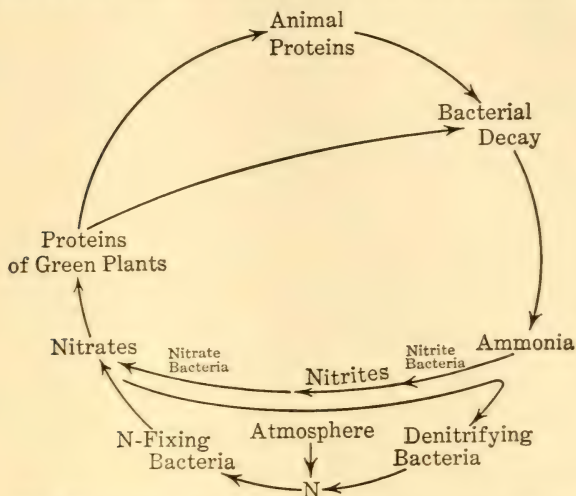 Animal
Proteins
Bacterial
Decay
Proteins
of Green Plants
Nitrates
Nitrate
Bacteria
Nitrites
Nitrite
Bacteria
Ammonia
N-Fixing
Bacteria
Atmosphere
N
Denitrifying
Bacteria